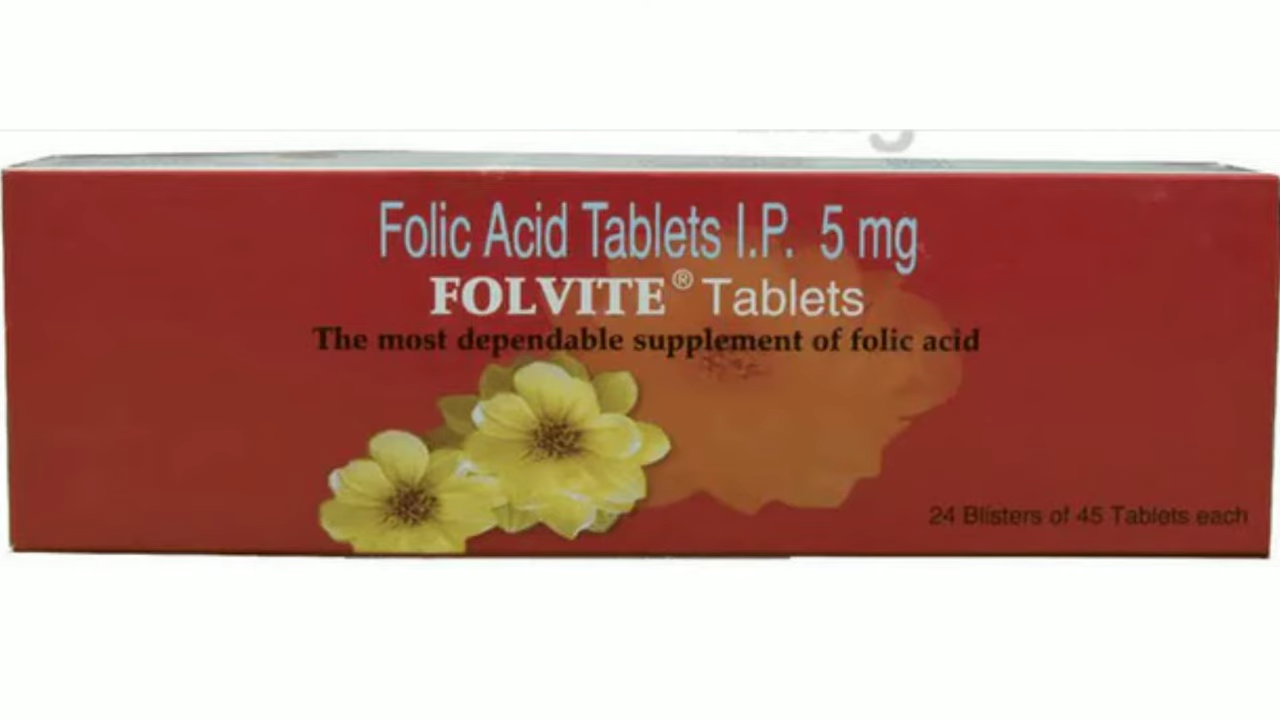 Folic Acid Tablets I.P. 5 mg
FOLVITE® Tablets
The most dependable supplement of folic acid
24 Blisters of 45 Tablets each